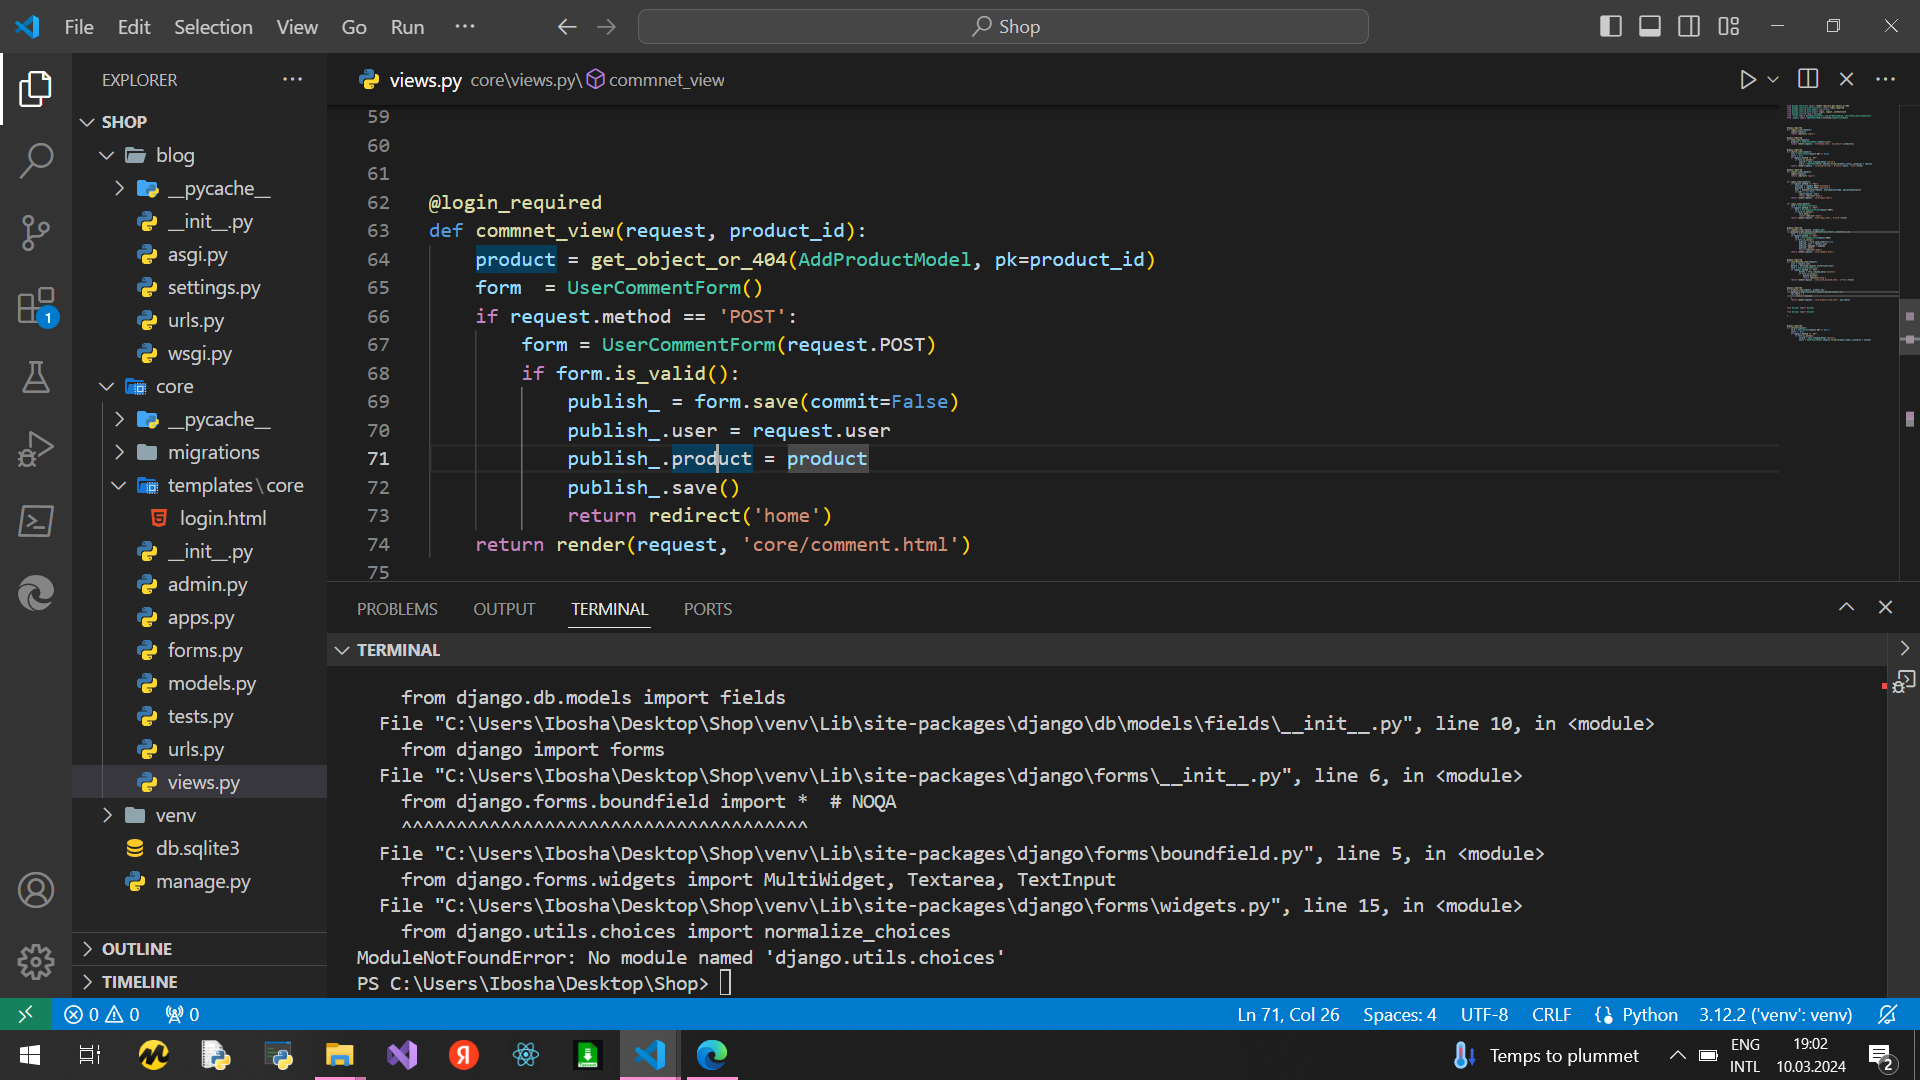 File Edit Selection View Go Run ··· Shop
EXPLORER ···
SHOP
blog
__pycache__
__init__.py
asgi.py
settings.py
urls.py
wsgi.py
core
__pycache__
migrations
templates\core
login.html
__init__.py
admin.py
apps.py
forms.py
models.py
tests.py
urls.py
views.py
venv
db.sqlite3
manage.py
OUTLINE
TIMELINE
1
views.py core\views.py\ commnet_view
59
60
61
62 @login_required
63 def commnet_view(request, product_id):
64 product = get_object_or_404(AddProductModel, pk=product_id)
65 form  = UserCommentForm()
66 if request.method == 'POST':
67 form = UserCommentForm(request.POST)
68 if form.is_valid():
69 publish_ = form.save(commit=False)
70 publish_.user = request.user
71 publish_.product = product
72 publish_.save()
73 return redirect('home')
74 return render(request, 'core/comment.html')
75
PROBLEMS OUTPUT TERMINAL PORTS
TERMINAL
from django.db.models import fields
File "C:\Users\Ibosha\Desktop\Shop\venv\Lib\site-packages\django\db\models\fields\__init__.py", line 10, in <module>
from django import forms
File "C:\Users\Ibosha\Desktop\Shop\venv\Lib\site-packages\django\forms\__init__.py", line 6, in <module>
from django.forms.boundfield import *  # NOQA
^^^^^^^^^^^^^^^^^^^^^^^^^^^^^^^^^^^^^
File "C:\Users\Ibosha\Desktop\Shop\venv\Lib\site-packages\django\forms\boundfield.py", line 5, in <module>
from django.forms.widgets import MultiWidget, Textarea, TextInput
File "C:\Users\Ibosha\Desktop\Shop\venv\Lib\site-packages\django\forms\widgets.py", line 15, in <module>
from django.utils.choices import normalize_choices
ModuleNotFoundError: No module named 'django.utils.choices'
PS C:\Users\Ibosha\Desktop\Shop>
0 0 0 Ln 71, Col 26 Spaces: 4 UTF-8 CRLF Python 3.12.2 ('venv': venv)
Temps to plummet ENG INTL 19:02 10.03.2024 2